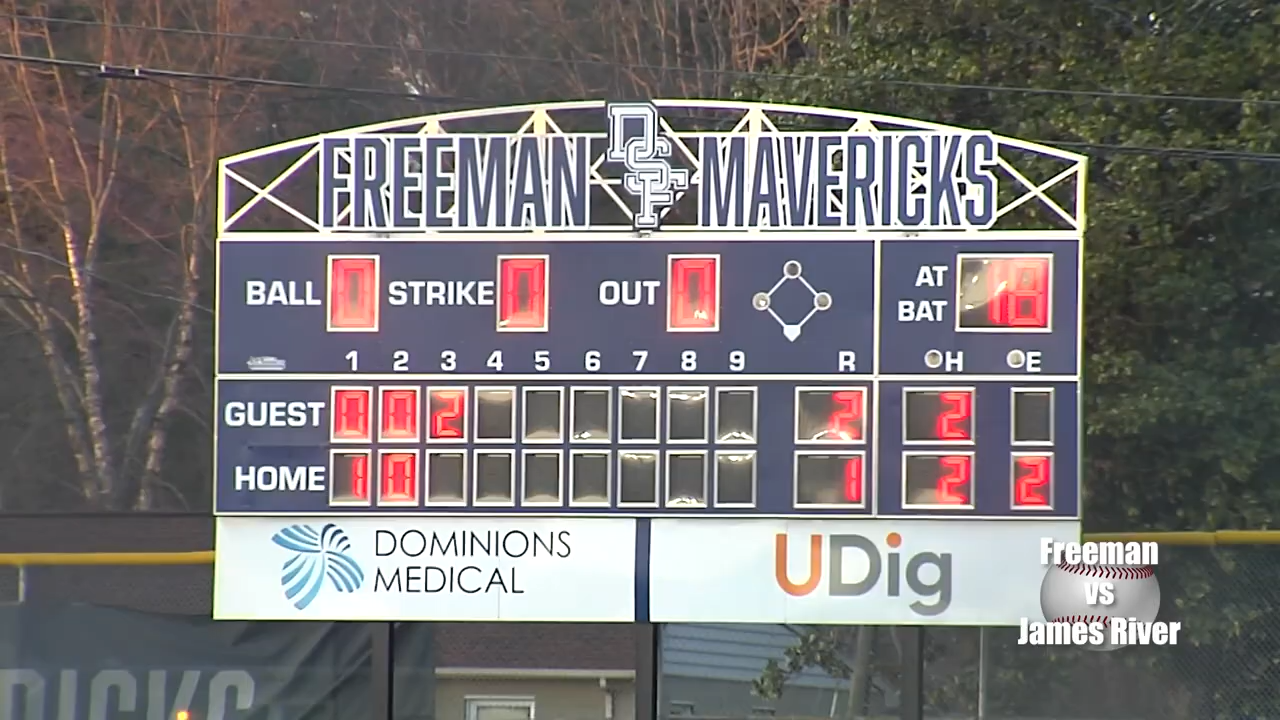 FREEMAN DSF MAVERICKS
BALL 0 STRIKE 0 OUT 0 AT BAT 18
1 2 3 4 5 6 7 8 9 R H E
GUEST 0 0 2 2 2
HOME 1 0 1 2 2
DOMINIONS MEDICAL
UDig
Freeman
vs
James River
RICKS